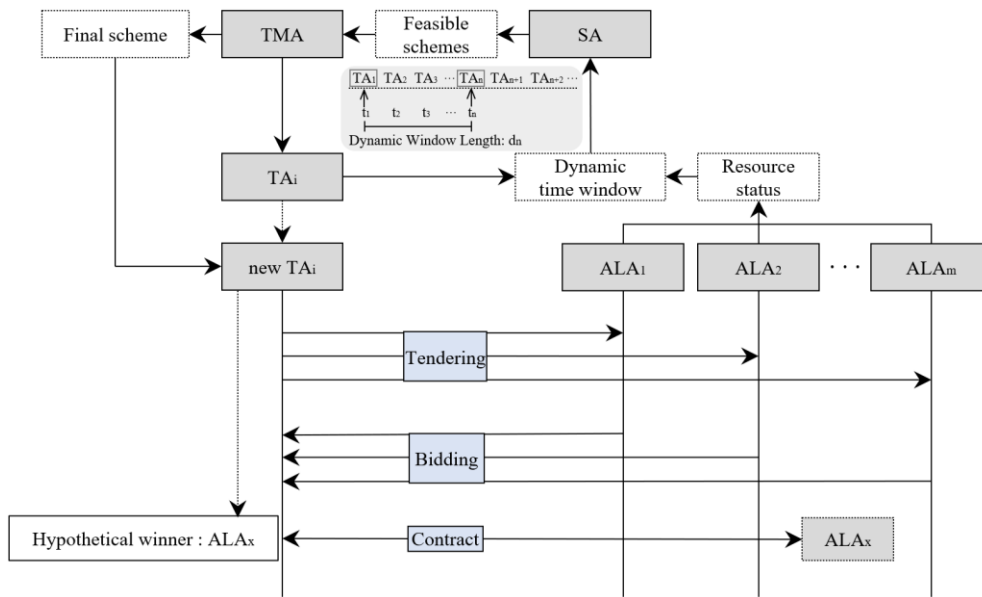 Final scheme
TMA
Feasible
schemes
SA
TA1 TA2 TA3 ··· TAn TAn+1 TAn+2 ···
t1 t2 t3 ··· tn
Dynamic Window Length: dn
TAi
Dynamic
time window
Resource
status
new TAi
ALA1
ALA2
· · ·
ALAm
Tendering
Bidding
Hypothetical winner : ALAx
Contract
ALAx